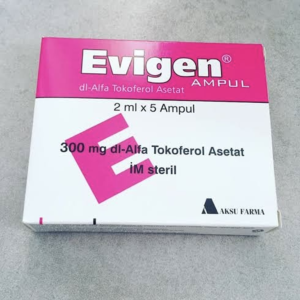 Evigen®
AMPUL
dl-Alfa Tokoferol Asetat
2 ml x 5 Ampul
E
300 mg dl-Alfa Tokoferol Asetat
İM steril
A AKSU FARMA